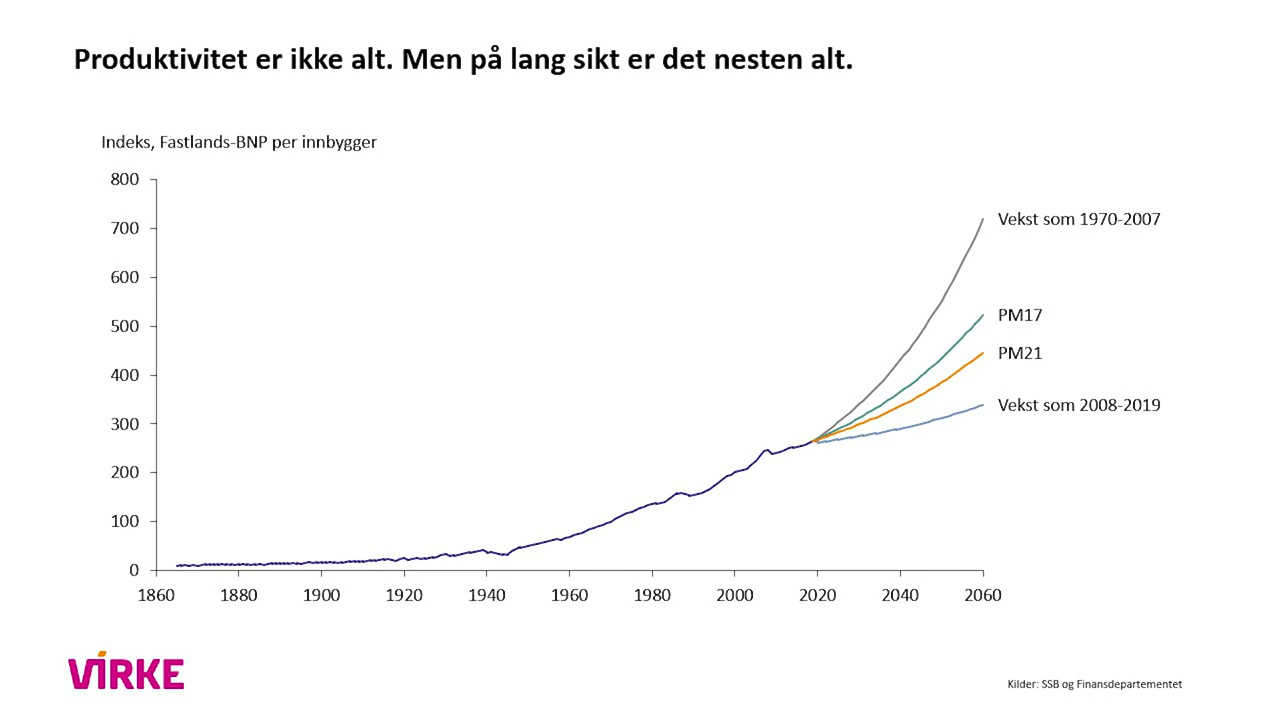 Produktivitet er ikke alt. Men på lang sikt er det nesten alt.
Indeks, Fastlands-BNP per innbygger
800
700
600
500
400
300
200
100
0
1860 1880 1900 1920 1940 1960 1980 2000 2020 2040 2060
Vekst som 1970-2007
PM17
PM21
Vekst som 2008-2019
VIRKE
Kilder: SSB og Finansdepartementet